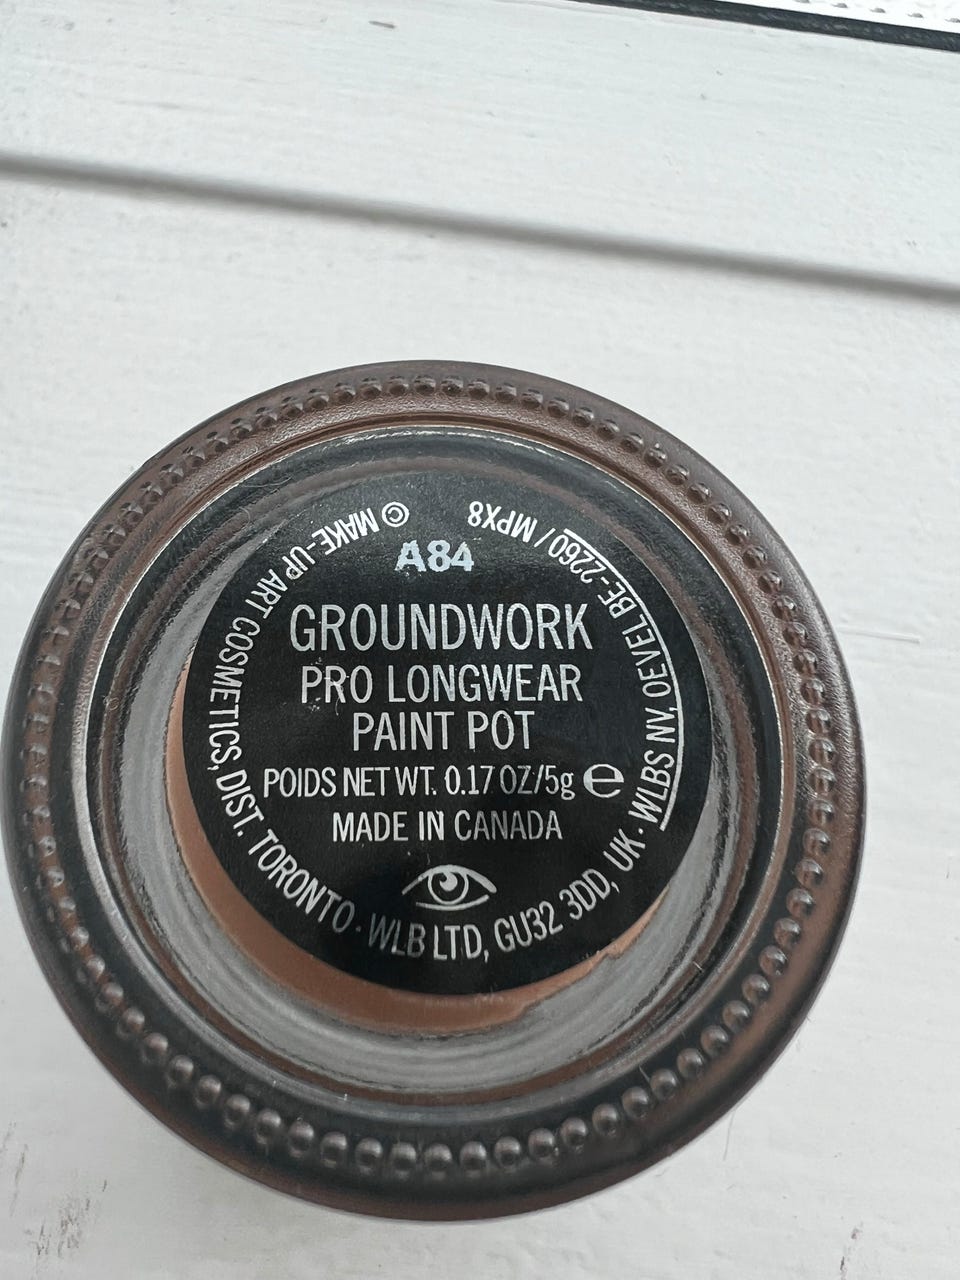 A84
GROUNDWORK
PRO LONGWEAR
PAINT POT
POIDS NET WT. 0.17 OZ/5g ℮
MADE IN CANADA
© MAKE-UP ART COSMETICS, DIST. TORONTO · WLB LTD, GU32 3DD, UK · WLBS NV, OEVEL BE-2260 / MPX8